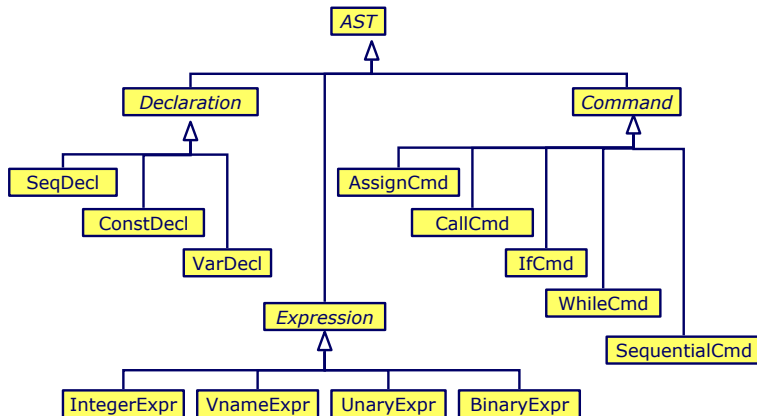 AST
Declaration
Command
SeqDecl
AssignCmd
ConstDecl
CallCmd
VarDecl
IfCmd
WhileCmd
Expression
SequentialCmd
IntegerExpr
VnameExpr
UnaryExpr
BinaryExpr